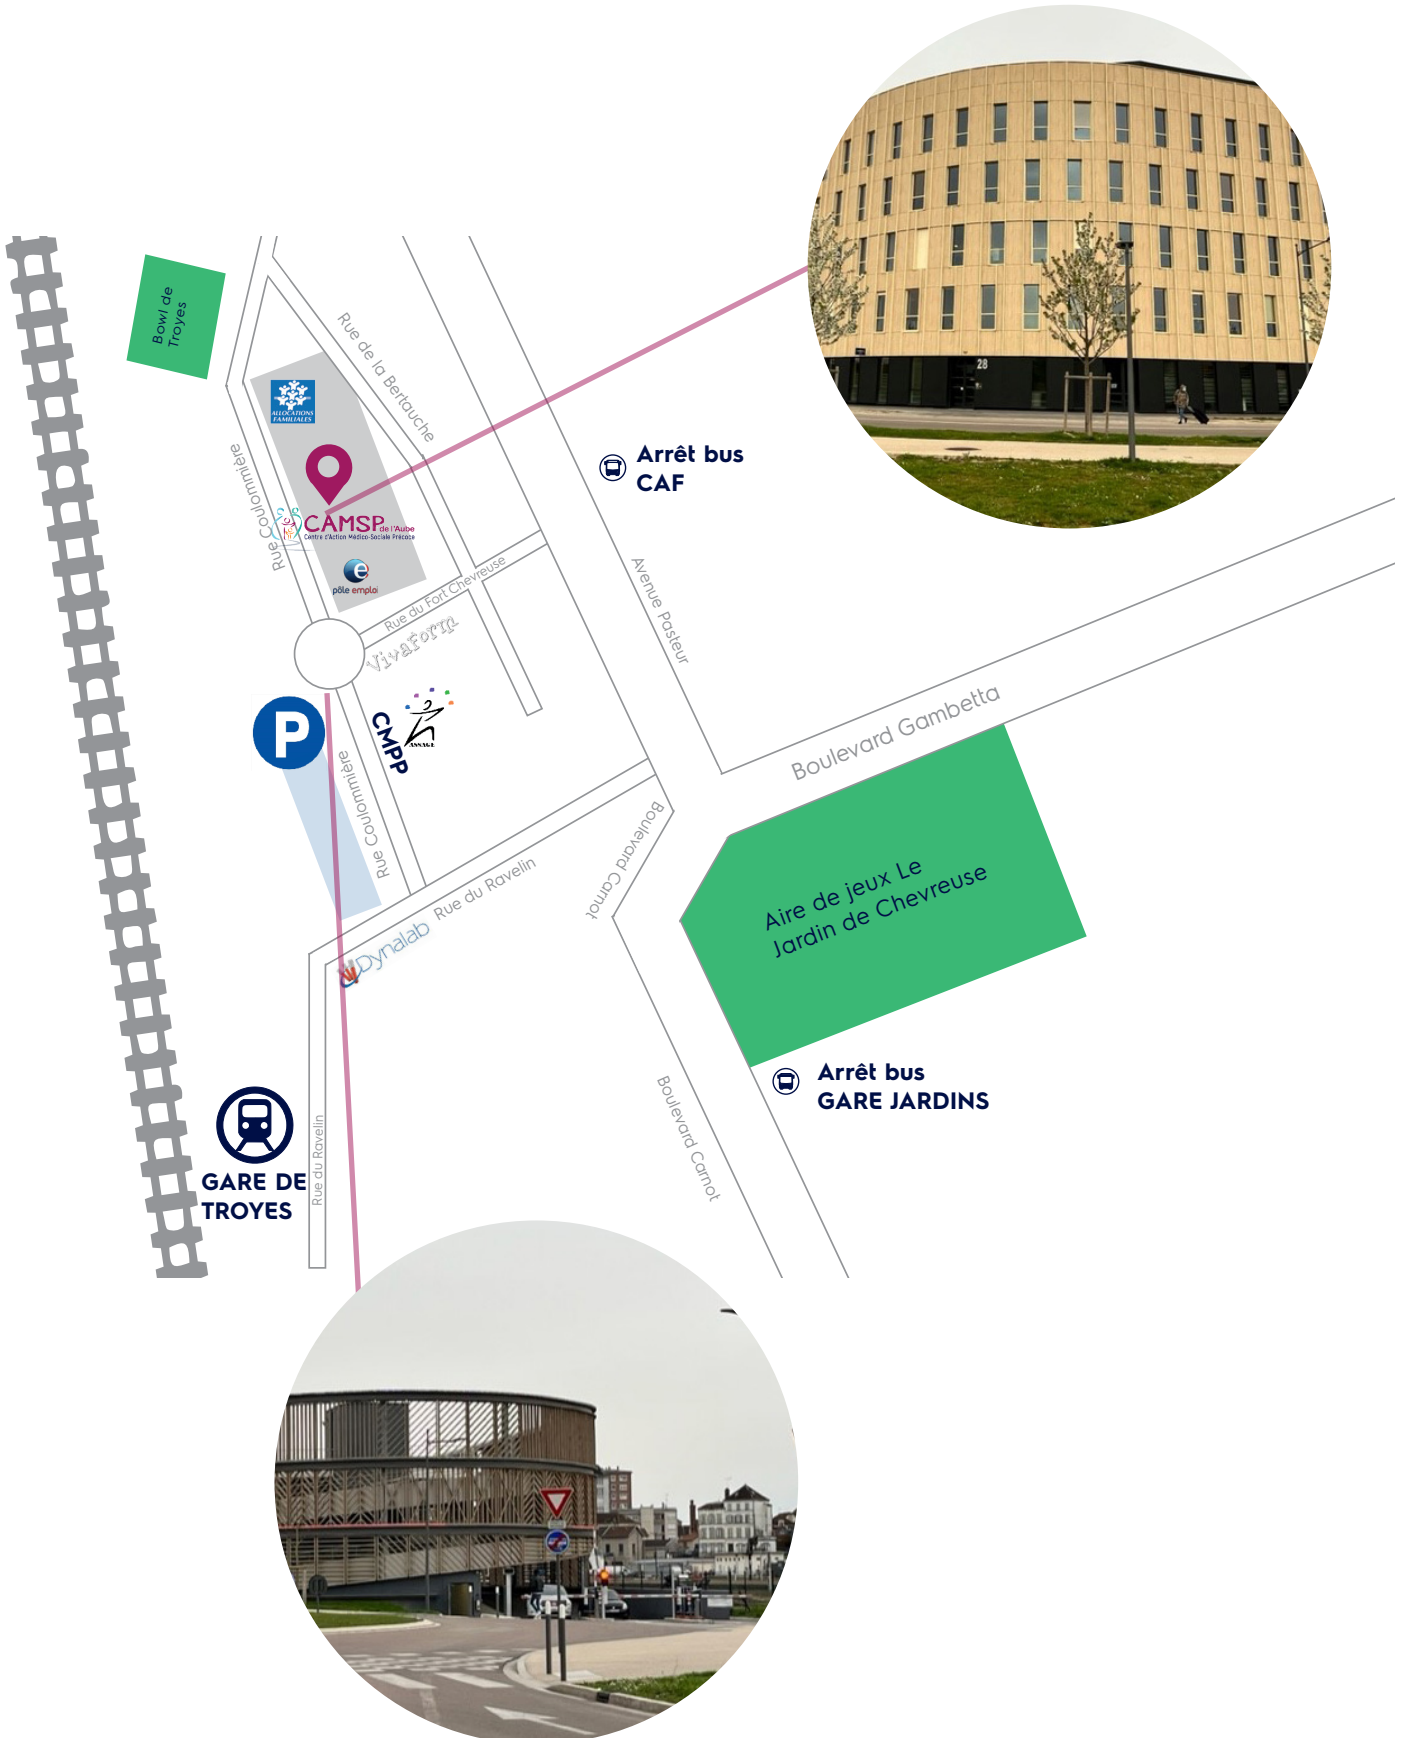 28
Bowl de
Troyes
Rue de la Bertauche
ALLOCATIONS
FAMILIALES
Arrêt bus
CAF
Rue Coulommière
CAMSP de l'Aube
Centre d'Action Médico-Sociale Précoce
pôle emploi
Rue du Fort Chevreuse
VivaForm
Avenue Pasteur
Boulevard Gambetta
P
CMPP
ASSAGE
Rue Coulommière
Boulevard Carnot
Rue du Ravelin
Dynalab
Aire de jeux Le
Jardin de Chevreuse
Arrêt bus
GARE JARDINS
Boulevard Carnot
Rue du Ravelin
GARE DE
TROYES